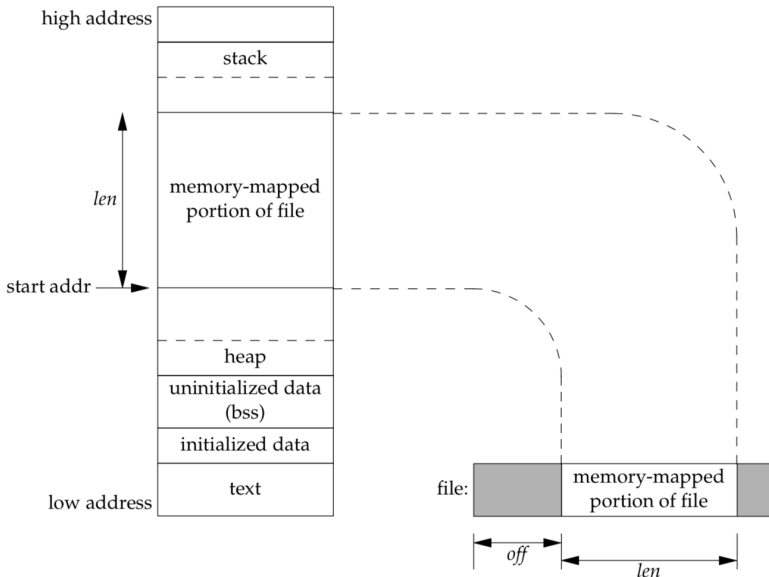 high address
stack
len
memory-mapped
portion of file
start addr
heap
uninitialized data
(bss)
initialized data
text
low address
file:
memory-mapped
portion of file
off
len